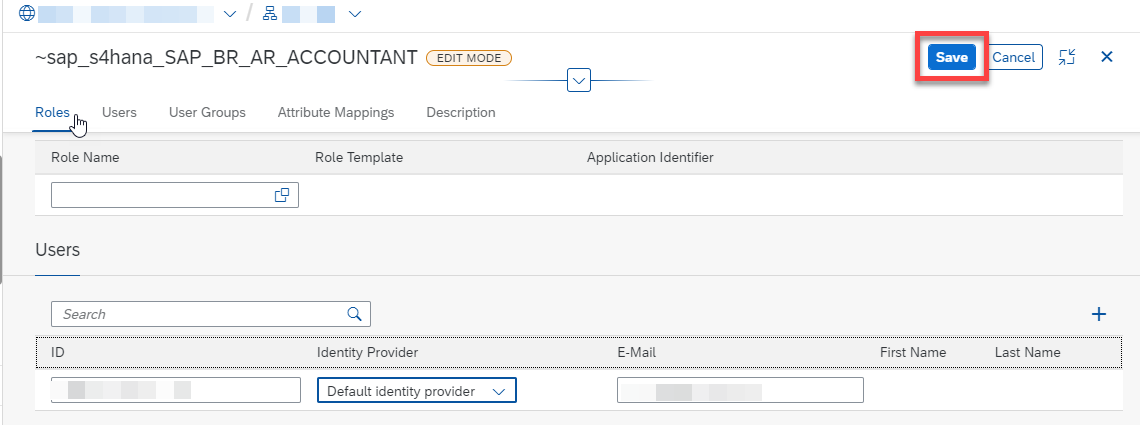 /
~sap_s4hana_SAP_BR_AR_ACCOUNTANT EDIT MODE Save Cancel
Roles Users User Groups Attribute Mappings Description
Role Name Role Template Application Identifier
Users
Search
ID Identity Provider E-Mail First Name Last Name
Default identity provider